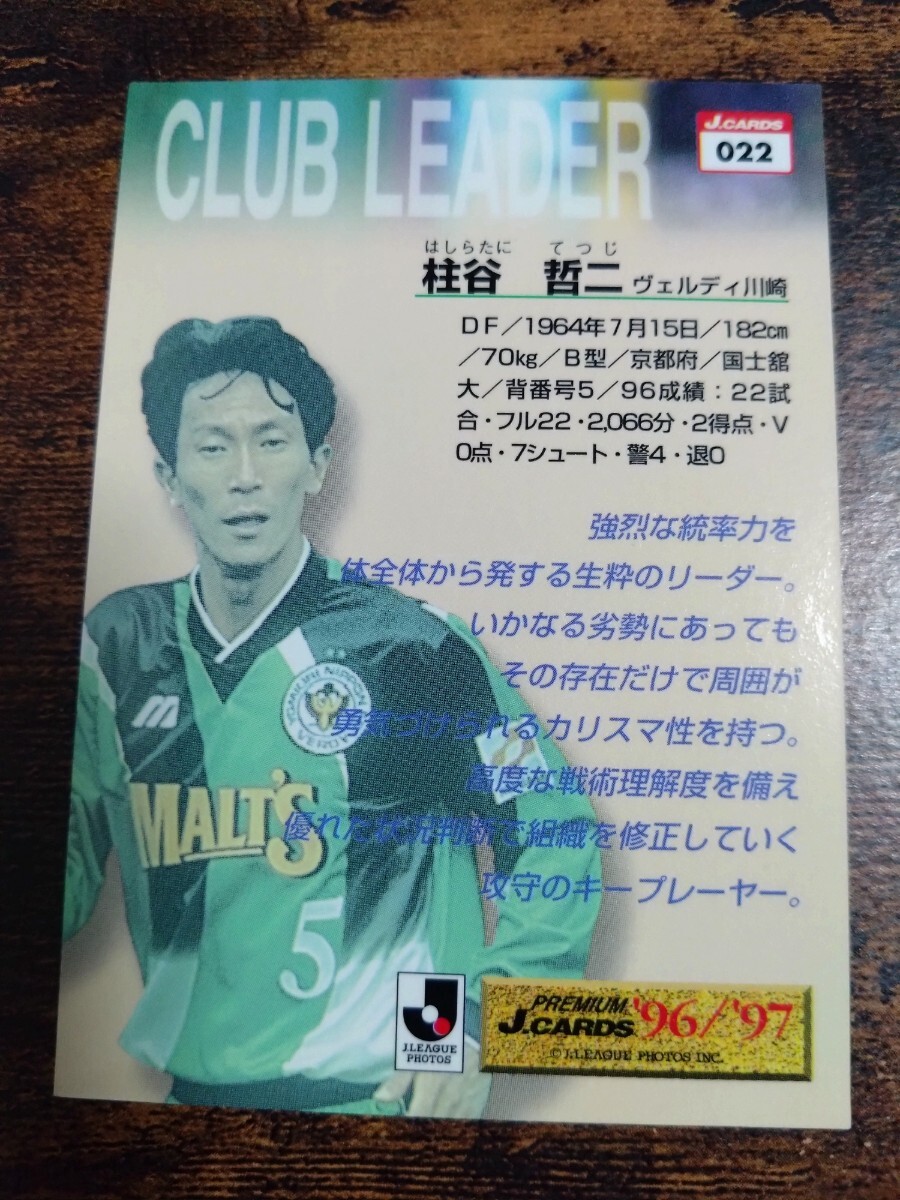 CLUB LEADER
J.CARDS
022
はしらたに てつじ
柱谷 哲二 ヴェルディ川崎
DF/1964年7月15日/182cm
/70kg/B型/京都府/国士舘
大/背番号5/96成績:22試
合・フル22・2,066分・2得点・V
0点・7シュート・警4・退0
強烈な統率力を
体全体から発する生粋のリーダー。
いかなる劣勢にあっても
その存在だけで周囲が
勇気づけられるカリスマ性を持つ。
高度な戦術理解度を備え
優れた状況判断で組織を修正していく
攻守のキープレーヤー。
YOMIURI NIPPON
VERDY
MALT'S
5
J.LEAGUE
PHOTOS
PREMIUM
J.CARDS '96/'97
©J.LEAGUE PHOTOS INC.